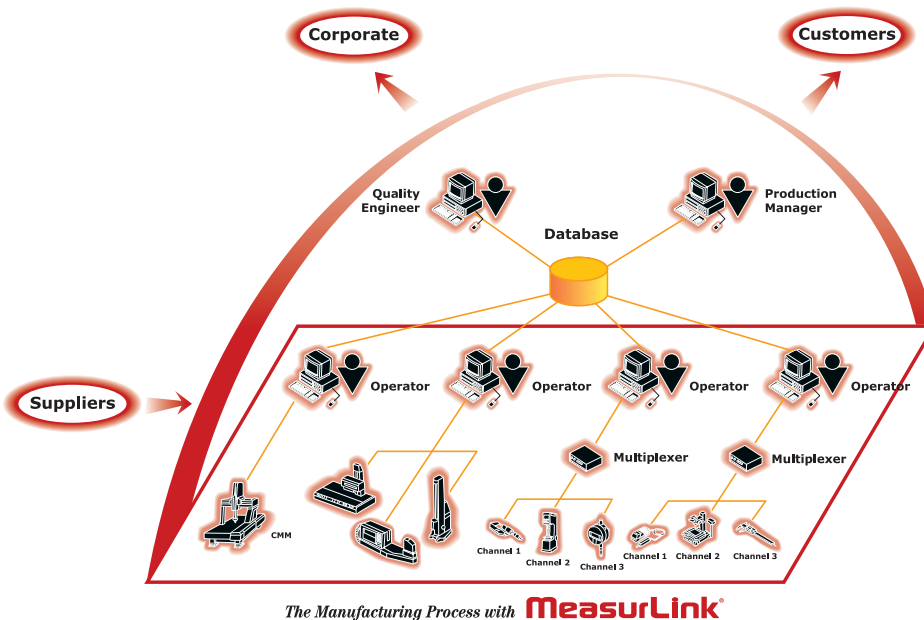 Corporate
Customers
Quality
Engineer
Production
Manager
Database
Operator
Operator
Operator
Operator
Suppliers
Multiplexer
Multiplexer
CMM
Channel 1
Channel 2
Channel 3
Channel 1
Channel 2
Channel 3
The Manufacturing Process with MeasurLink®